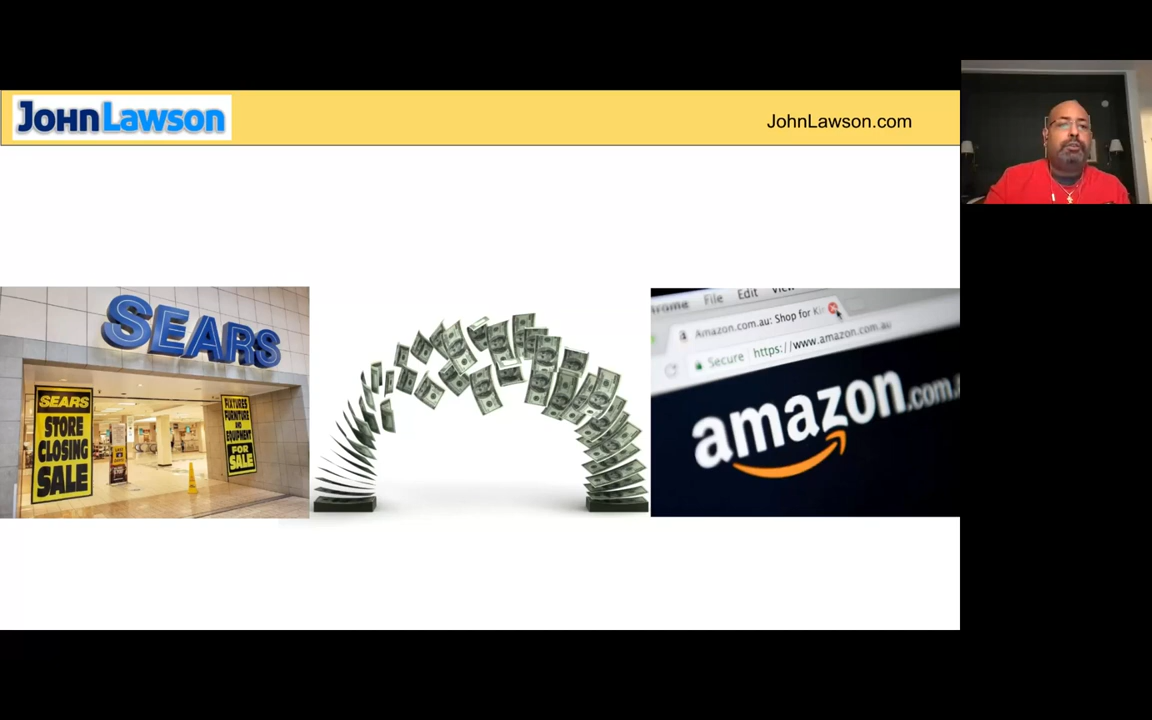 JohnLawson
JohnLawson.com
SEARS
SEARS
STORE
CLOSING
SALE
FIXTURES
FURNITURE
AND
EQUIPMENT
FOR
SALE
File Edit
Amazon.com.au: Shop for
Secure https://www.amazon.com.au
amazon.com.